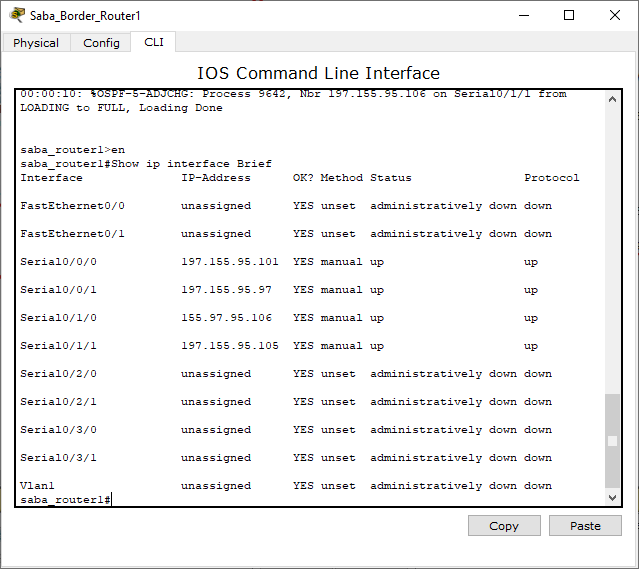 Saba_Border_Router1
Physical Config CLI
IOS Command Line Interface
00:00:10: %OSPF-5-ADJCHG: Process 9642, Nbr 197.155.95.106 on Serial0/1/1 from
LOADING to FULL, Loading Done
saba_router1>en
saba_router1#Show ip interface Brief
Interface IP-Address OK? Method Status Protocol
FastEthernet0/0 unassigned YES unset administratively down down
FastEthernet0/1 unassigned YES unset administratively down down
Serial0/0/0 197.155.95.101 YES manual up up
Serial0/0/1 197.155.95.97 YES manual up up
Serial0/1/0 155.97.95.106 YES manual up up
Serial0/1/1 197.155.95.105 YES manual up up
Serial0/2/0 unassigned YES unset administratively down down
Serial0/2/1 unassigned YES unset administratively down down
Serial0/3/0 unassigned YES unset administratively down down
Serial0/3/1 unassigned YES unset administratively down down
Vlan1 unassigned YES unset administratively down down
saba_router1#
Copy Paste